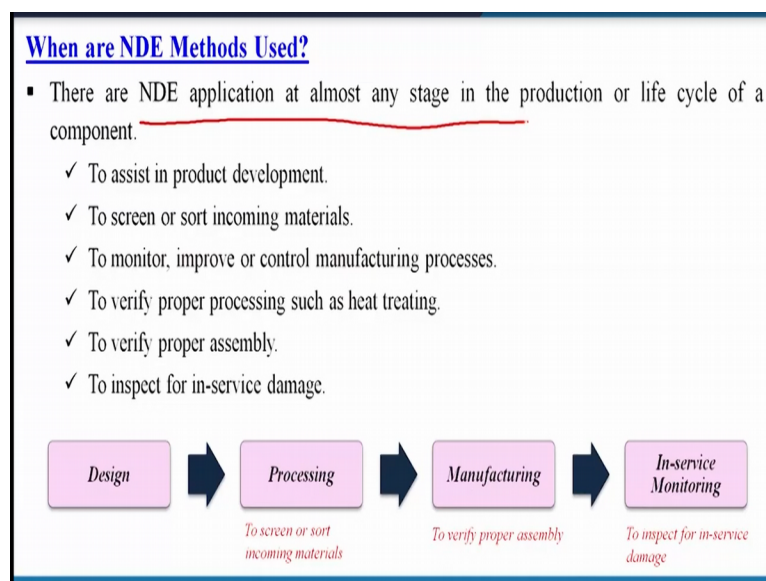 When are NDE Methods Used?
▪ There are NDE application at almost any stage in the production or life cycle of a
component.
✓ To assist in product development.
✓ To screen or sort incoming materials.
✓ To monitor, improve or control manufacturing processes.
✓ To verify proper processing such as heat treating.
✓ To verify proper assembly.
✓ To inspect for in-service damage.
Design
Processing
Manufacturing
In-service
Monitoring
To screen or sort
incoming materials
To verify proper assembly
To inspect for in-service
damage